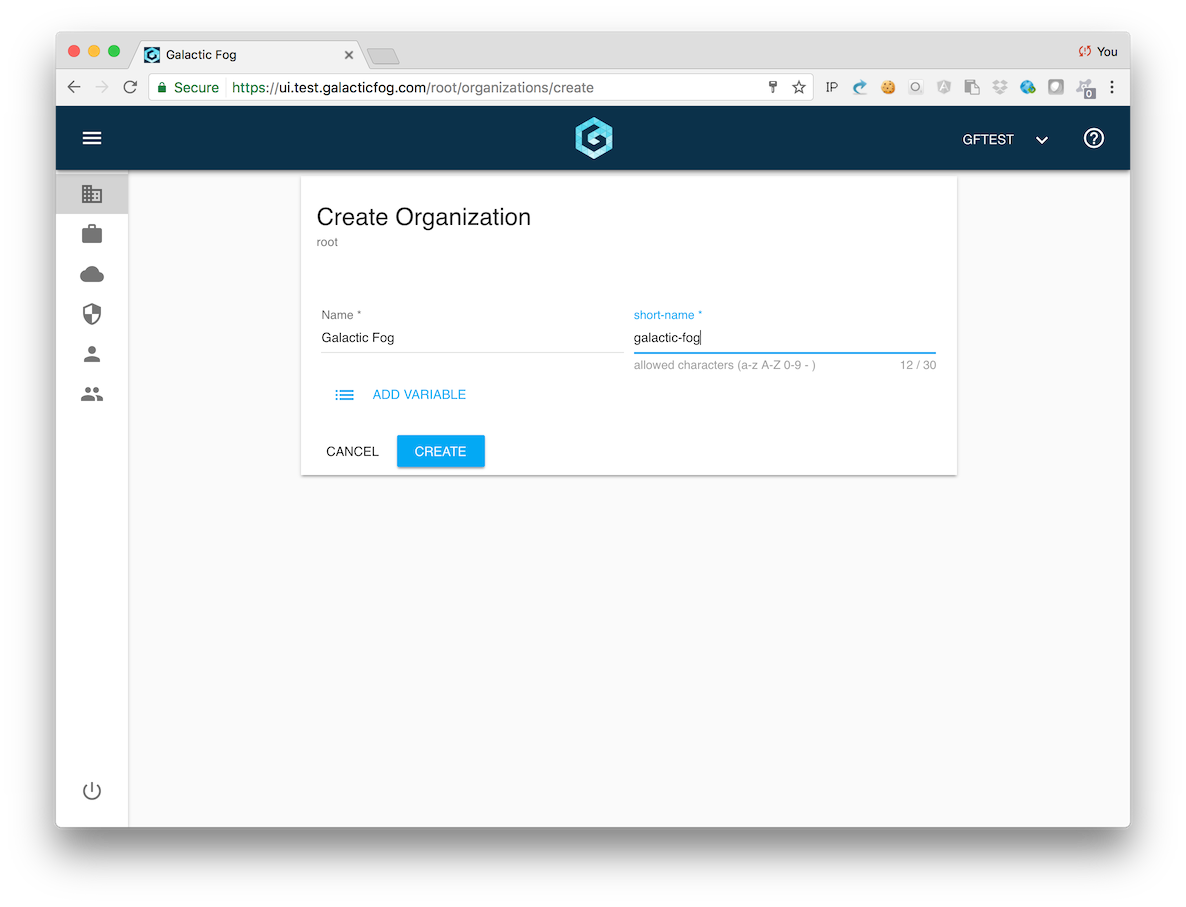 Galactic Fog
You
Secure https://ui.test.galacticfog.com/root/organizations/create IP 0
GFTEST
Create Organization
root
Name * short-name *
Galactic Fog galactic-fog
allowed characters (a-z A-Z 0-9 - ) 12 / 30
ADD VARIABLE
CANCEL CREATE